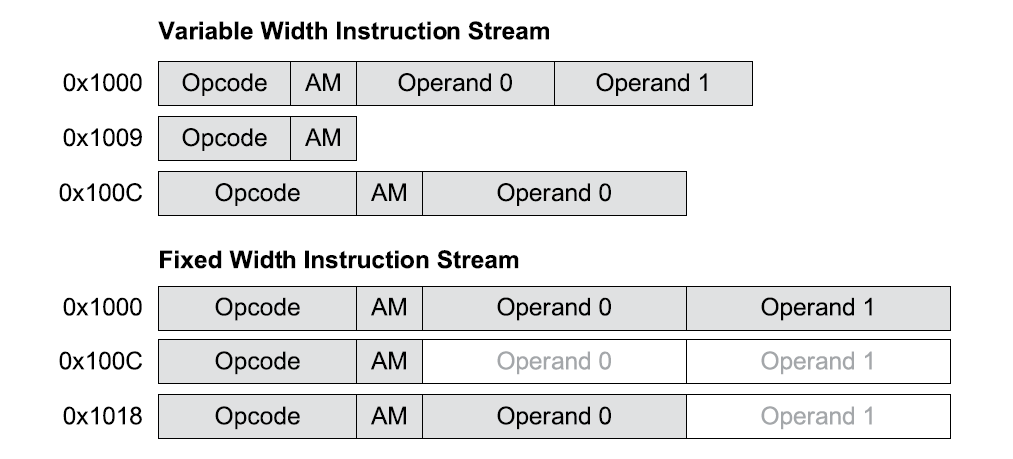 Variable Width Instruction Stream
0x1000 Opcode AM Operand 0 Operand 1
0x1009 Opcode AM
0x100C Opcode AM Operand 0
Fixed Width Instruction Stream
0x1000 Opcode AM Operand 0 Operand 1
0x100C Opcode AM Operand 0 Operand 1
0x1018 Opcode AM Operand 0 Operand 1